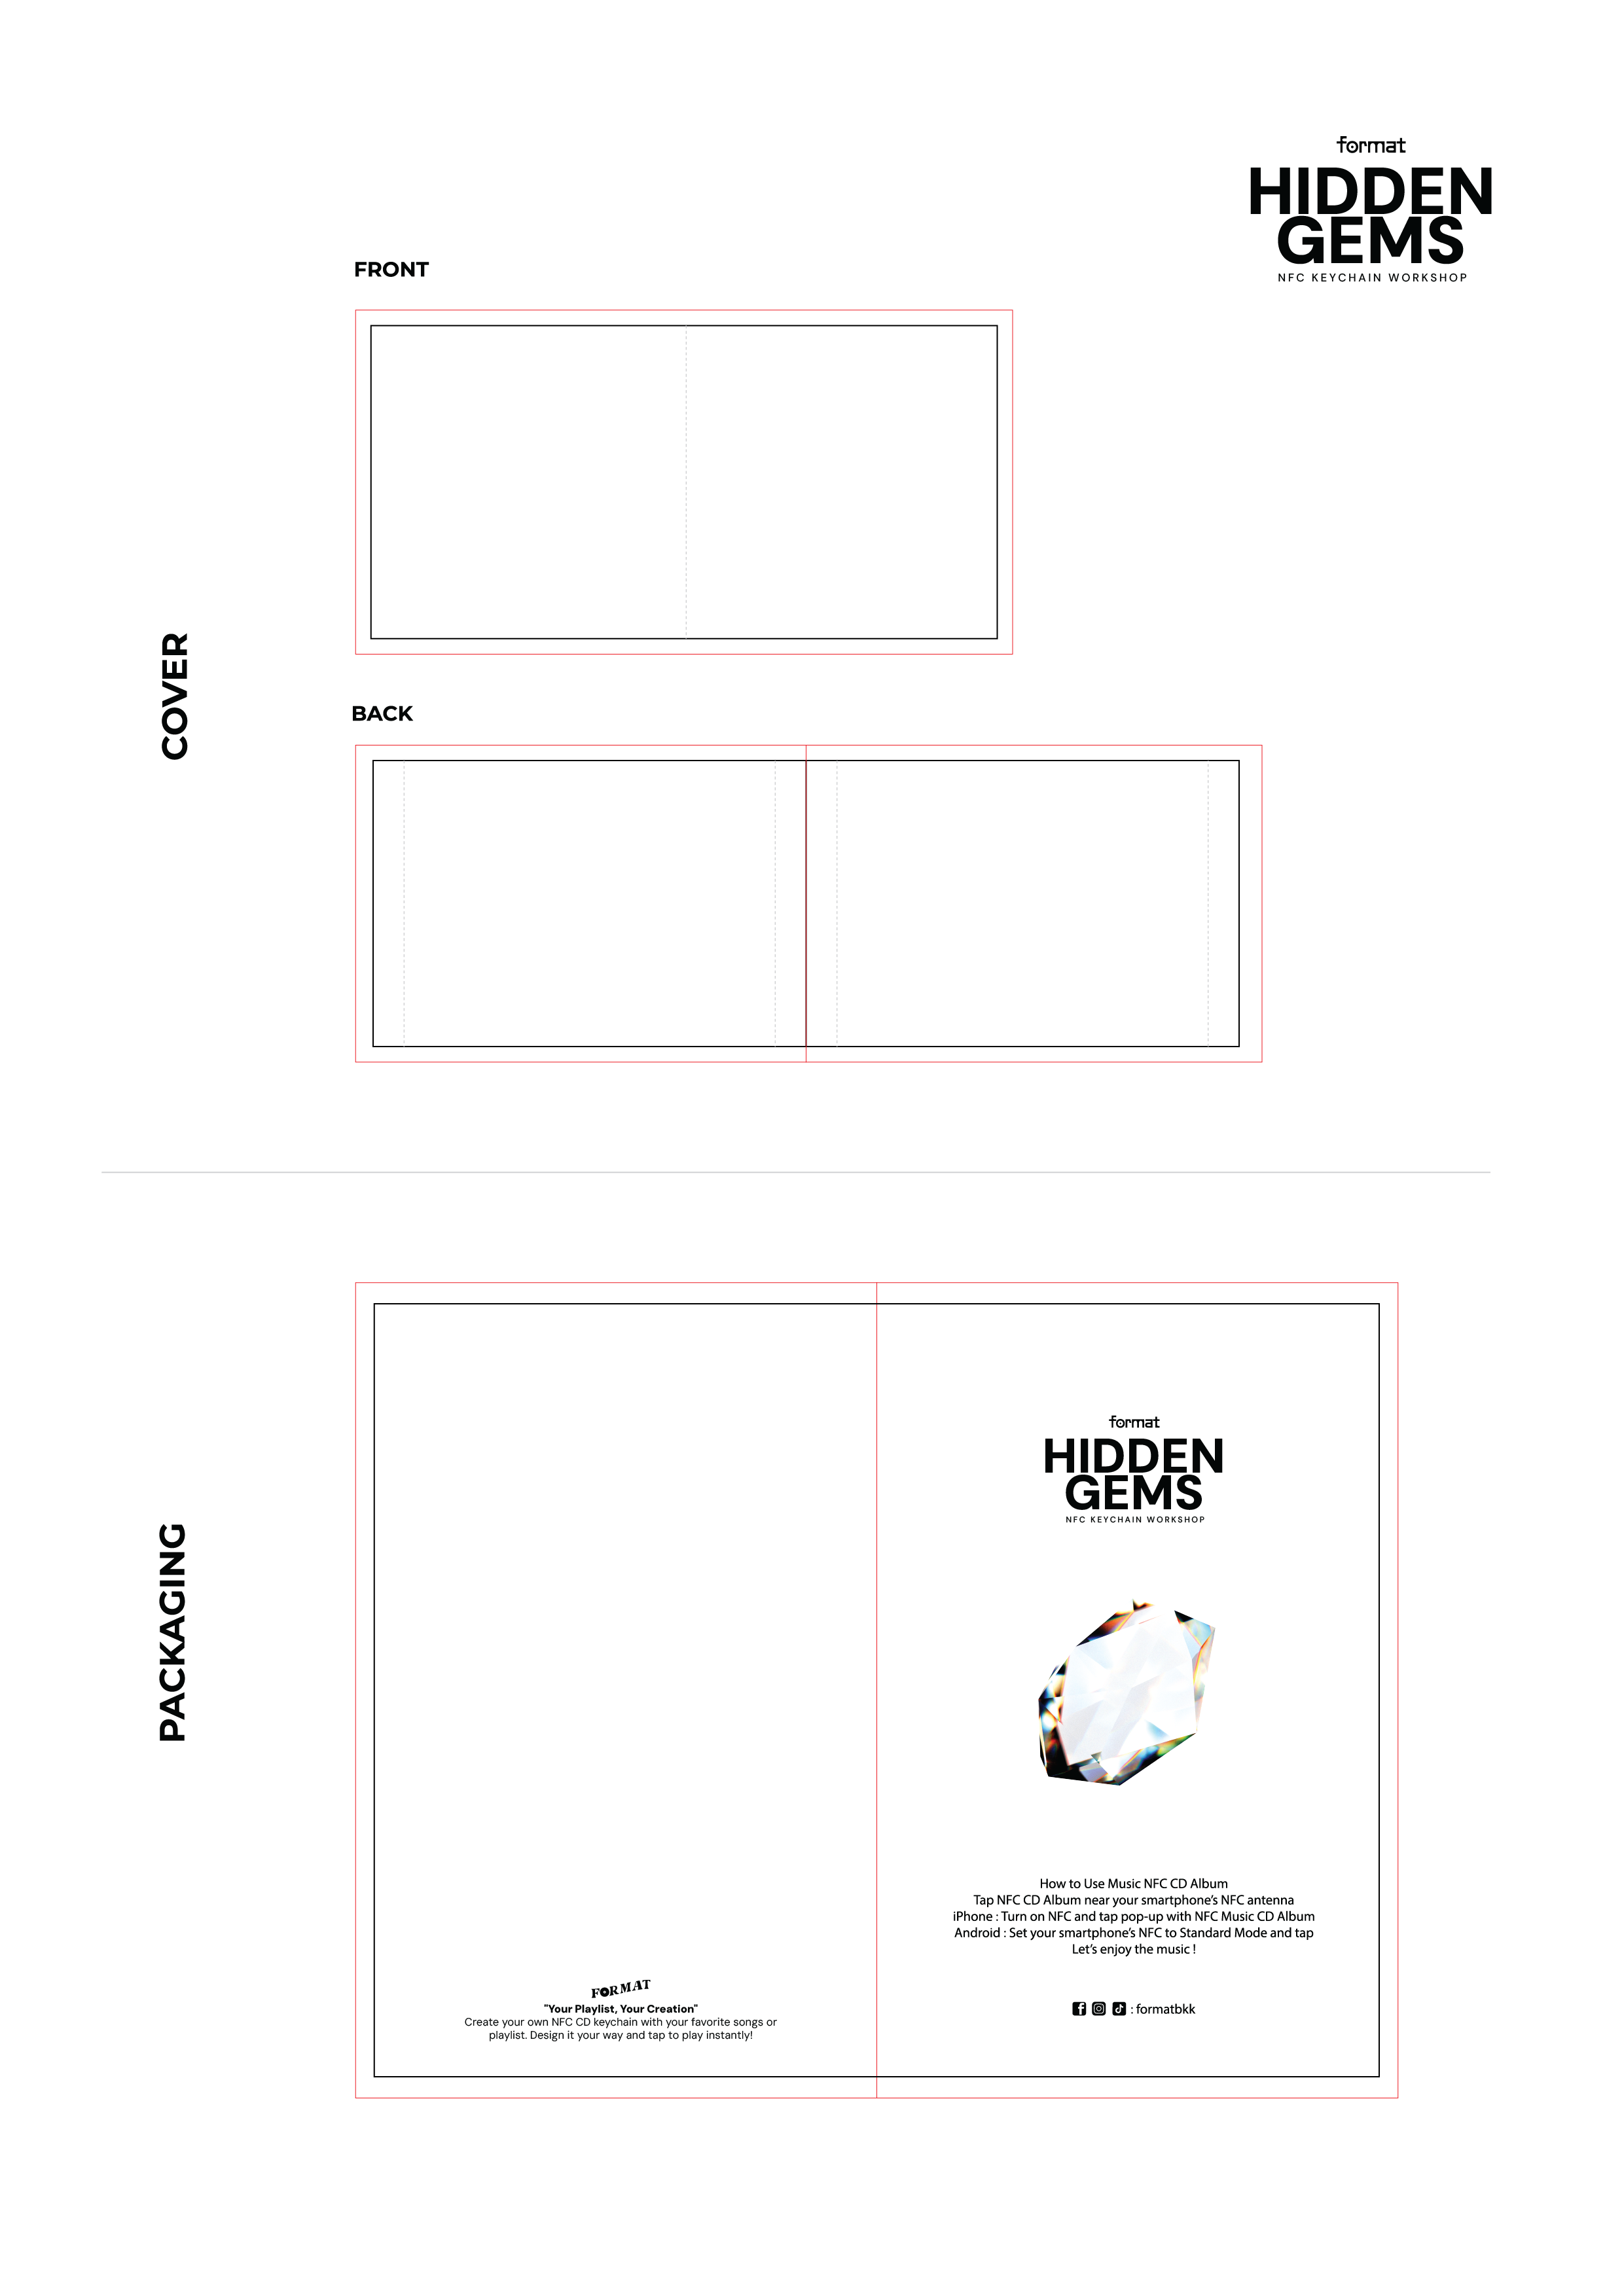 format
HIDDEN
GEMS
NFC KEYCHAIN WORKSHOP
FRONT
COVER
BACK
PACKAGING
format
HIDDEN
GEMS
NFC KEYCHAIN WORKSHOP
How to Use Music NFC CD Album
Tap NFC CD Album near your smartphone's NFC antenna
iPhone : Turn on NFC and tap pop-up with NFC Music CD Album
Android : Set your smartphone's NFC to Standard Mode and tap
Let's enjoy the music !
: formatbkk
FORMAT
"Your Playlist, Your Creation"
Create your own NFC CD keychain with your favorite songs or
playlist. Design it your way and tap to play instantly!